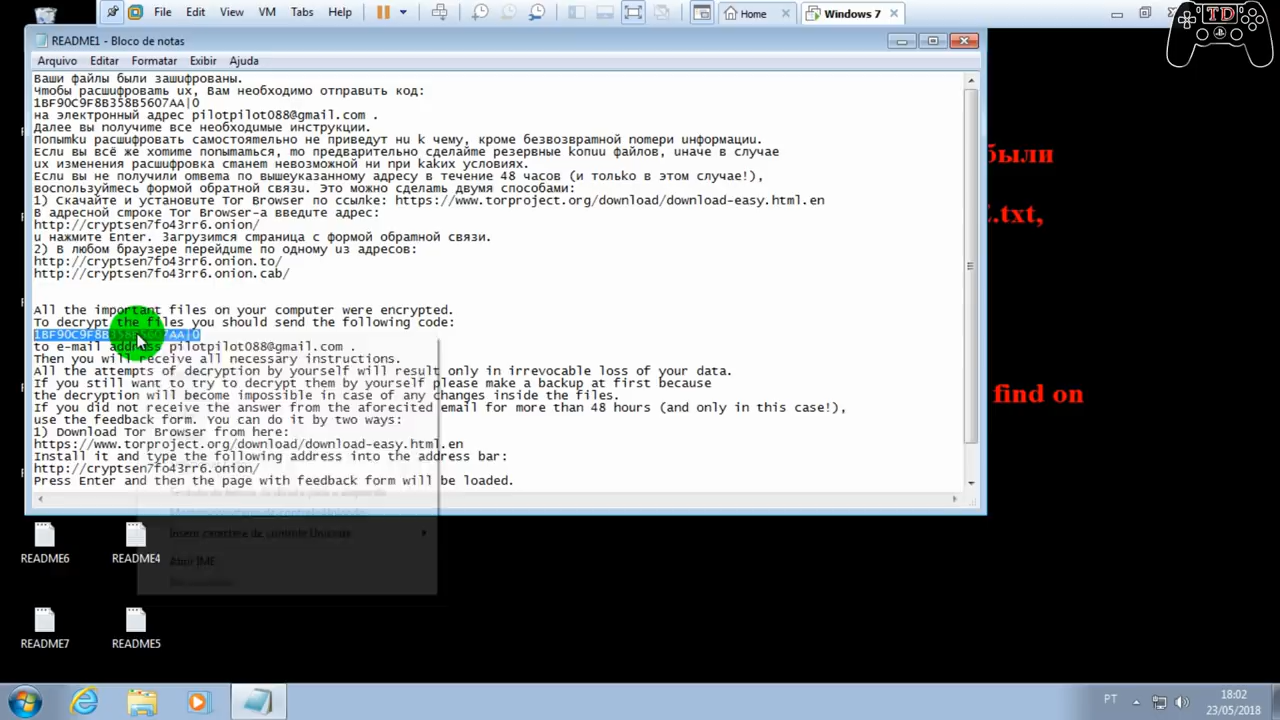 File Edit View VM Tabs Help Home Windows 7 TD
README1 - Bloco de notas
Arquivo Editar Formatar Exibir Ajuda
Ваши файлы были зашифрованы.
Чтобы расшифровать их, Вам необходимо отправить код:
1BF90C9F8B358B5607AA|0
на электронный адрес pilotpilot088@gmail.com .
Далее вы получите все необходимые инструкции.
Попытки расшифровать самостоятельно не приведут ни к чему, кроме безвозвратной потери информации.
Если вы всё же хотите попытаться, то предварительно сделайте резервные копии файлов, иначе в случае
их изменения расшифровка станет невозможной ни при каких условиях.
Если вы не получили ответа по вышеуказанному адресу в течение 48 часов (и только в этом случае!),
воспользуйтесь формой обратной связи. Это можно сделать двумя способами:
1) Скачайте и установите Tor Browser по ссылке: https://www.torproject.org/download/download-easy.html.en
В адресной строке Tor Browser-а введите адрес:
http://cryptsen7fo43rr6.onion/
и нажмите Enter. Загрузится страница с формой обратной связи.
2) В любом браузере перейдите по одному из адресов:
http://cryptsen7fo43rr6.onion.to/
http://cryptsen7fo43rr6.onion.cab/
All the important files on your computer were encrypted.
To decrypt the files you should send the following code:
1BF90C9F8B358B5607AA|0
to e-mail address pilotpilot088@gmail.com .
Then you will receive all necessary instructions.
All the attempts of decryption by yourself will result only in irrevocable loss of your data.
If you still want to try to decrypt them by yourself please make a backup at first because
the decryption will become impossible in case of any changes inside the files.
If you did not receive the answer from the aforecited email for more than 48 hours (and only in this case!),
use the feedback form. You can do it by two ways:
1) Download Tor Browser from here:
https://www.torproject.org/download/download-easy.html.en
Install it and type the following address into the address bar:
http://cryptsen7fo43rr6.onion/
Press Enter and then the page with feedback form will be loaded.
были
E.txt,
find on
Abrir IME
README6 README4
README7 README5
PT 18:02
23/05/2018